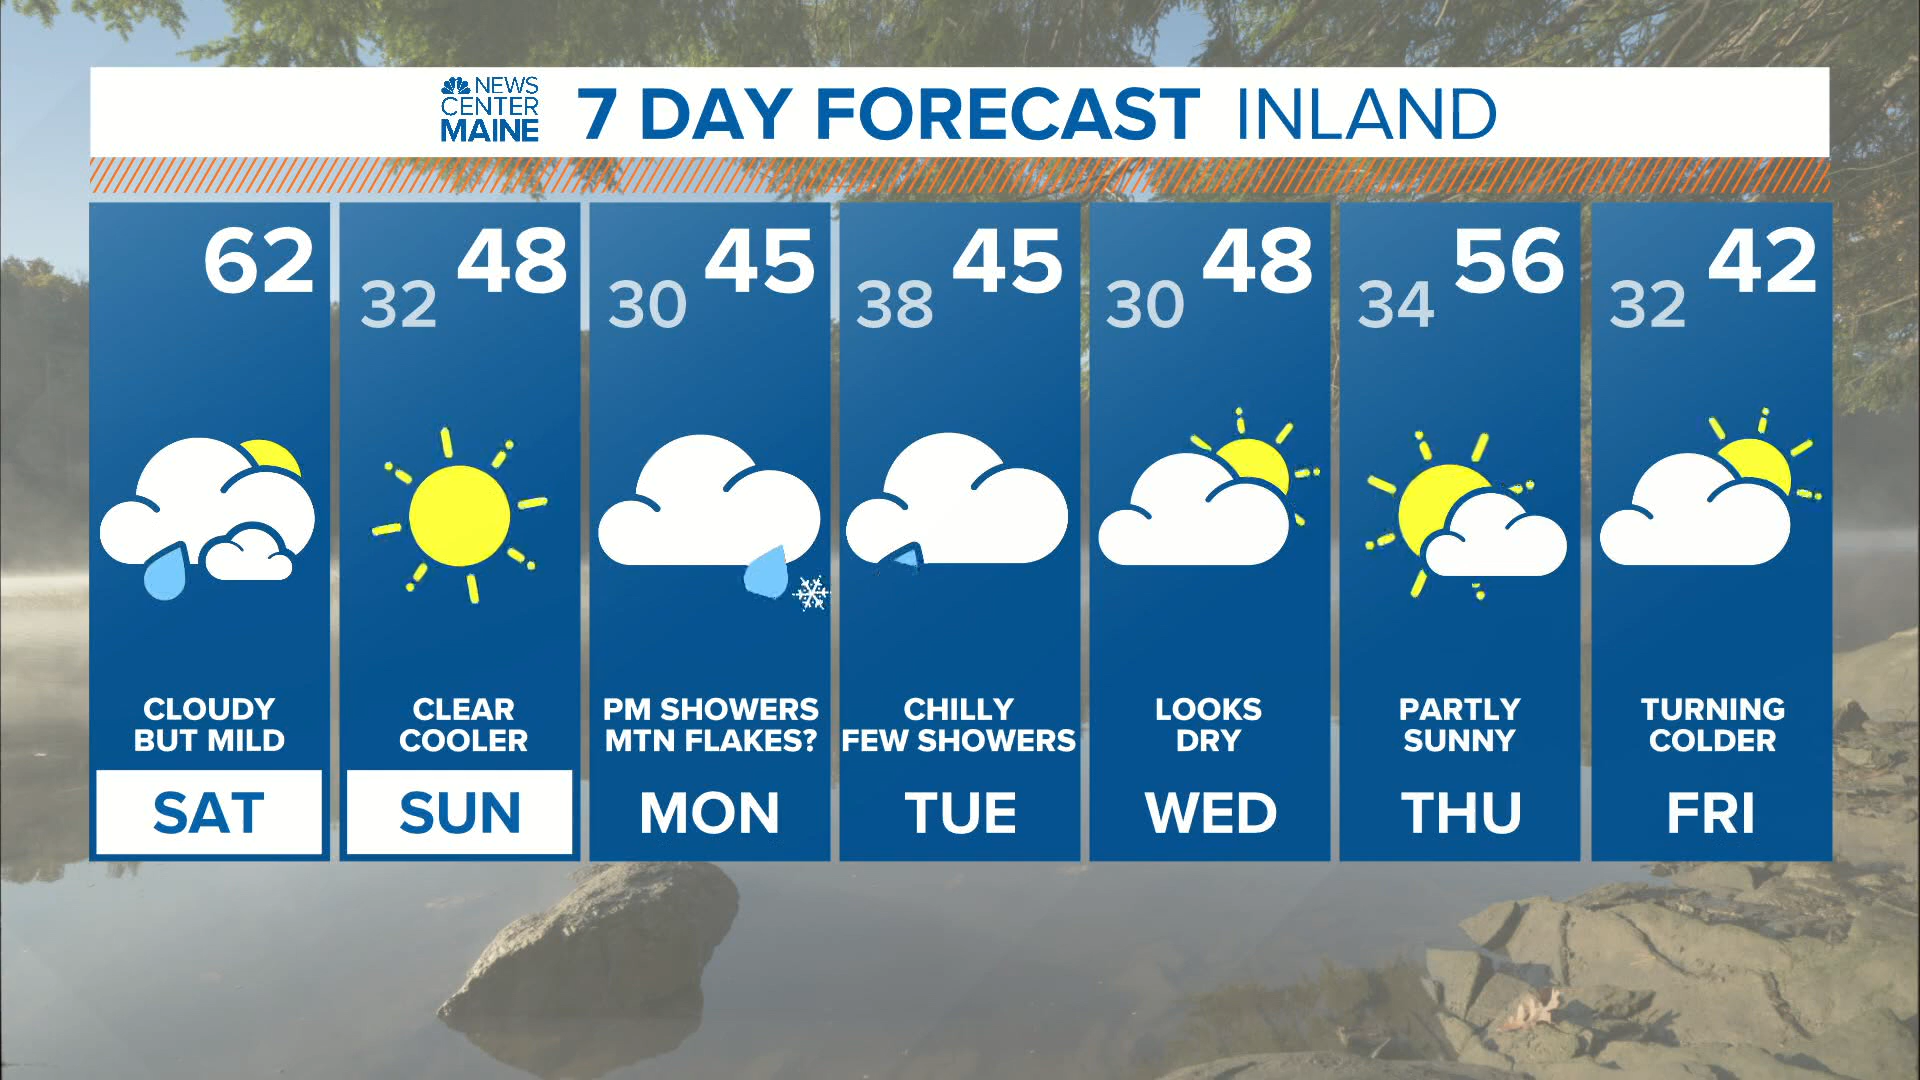 NEWS
CENTER
MAINE
7 DAY FORECAST INLAND
62
32 48
30 45
38 45
30 48
34 56
32 42
CLOUDY
BUT MILD
CLEAR
COOLER
PM SHOWERS
MTN FLAKES?
CHILLY
FEW SHOWERS
LOOKS
DRY
PARTLY
SUNNY
TURNING
COLDER
SAT
SUN
MON
TUE
WED
THU
FRI